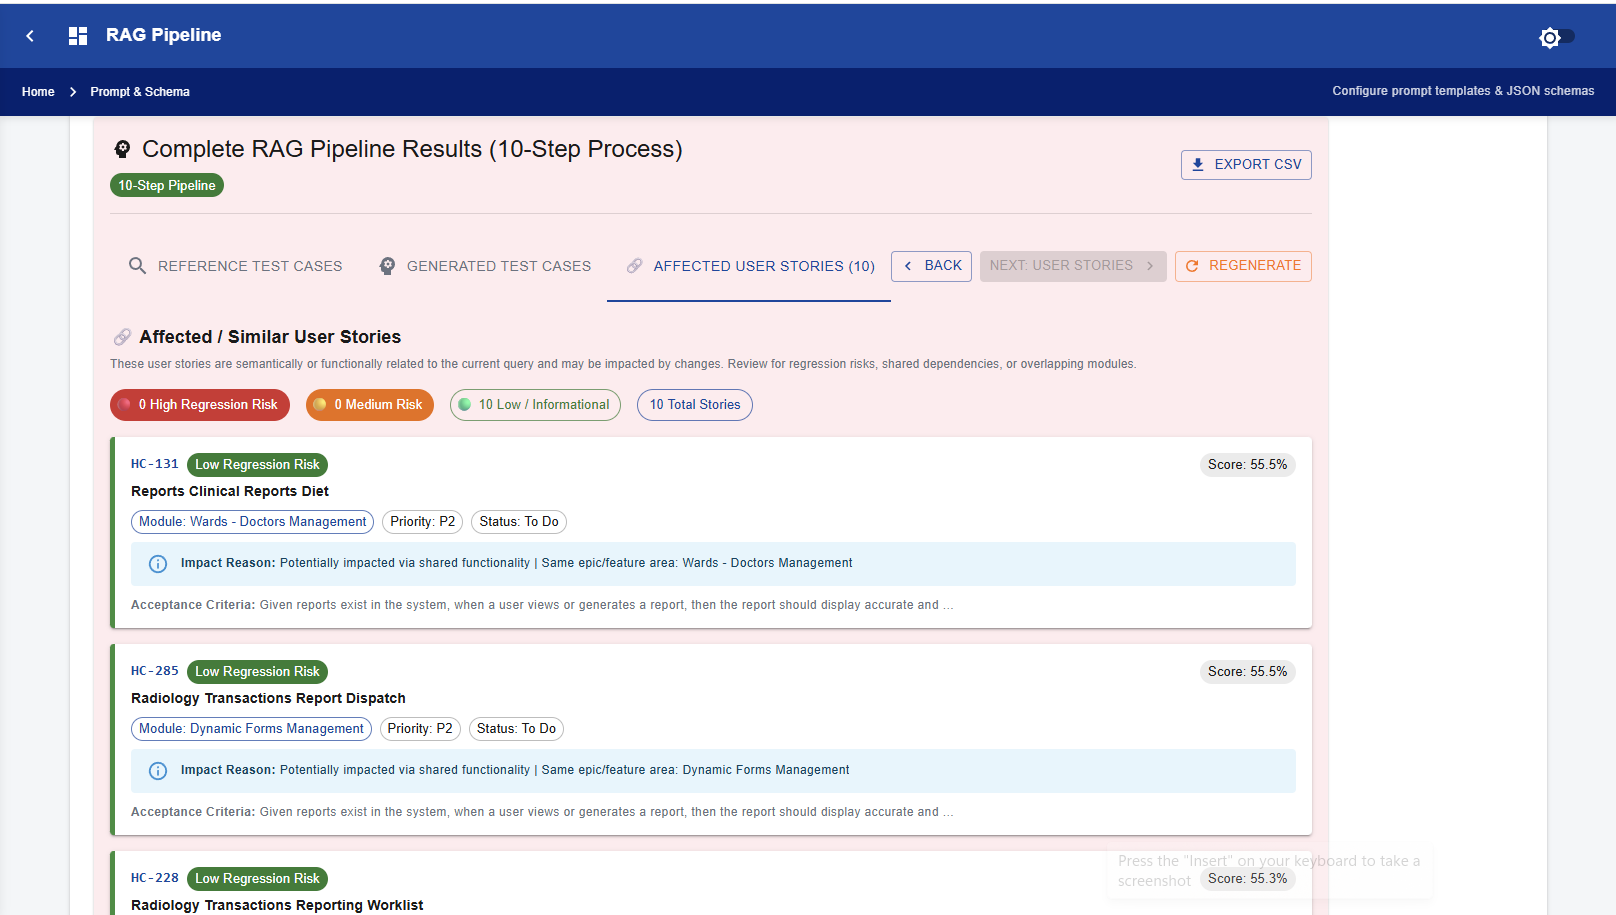 RAG Pipeline
Home > Prompt & Schema
Configure prompt templates & JSON schemas
Complete RAG Pipeline Results (10-Step Process)
10-Step Pipeline
EXPORT CSV
REFERENCE TEST CASES
GENERATED TEST CASES
AFFECTED USER STORIES (10)
BACK
NEXT: USER STORIES
REGENERATE
Affected / Similar User Stories
These user stories are semantically or functionally related to the current query and may be impacted by changes. Review for regression risks, shared dependencies, or overlapping modules.
0 High Regression Risk
0 Medium Risk
10 Low / Informational
10 Total Stories
HC-131 Low Regression Risk
Score: 55.5%
Reports Clinical Reports Diet
Module: Wards - Doctors Management
Priority: P2
Status: To Do
Impact Reason: Potentially impacted via shared functionality | Same epic/feature area: Wards - Doctors Management
Acceptance Criteria: Given reports exist in the system, when a user views or generates a report, then the report should display accurate and ...
HC-285 Low Regression Risk
Score: 55.5%
Radiology Transactions Report Dispatch
Module: Dynamic Forms Management
Priority: P2
Status: To Do
Impact Reason: Potentially impacted via shared functionality | Same epic/feature area: Dynamic Forms Management
Acceptance Criteria: Given reports exist in the system, when a user views or generates a report, then the report should display accurate and ...
HC-228 Low Regression Risk
Score: 55.3%
Radiology Transactions Reporting Worklist
Press the "Insert" on your keyboard to take a
screenshot